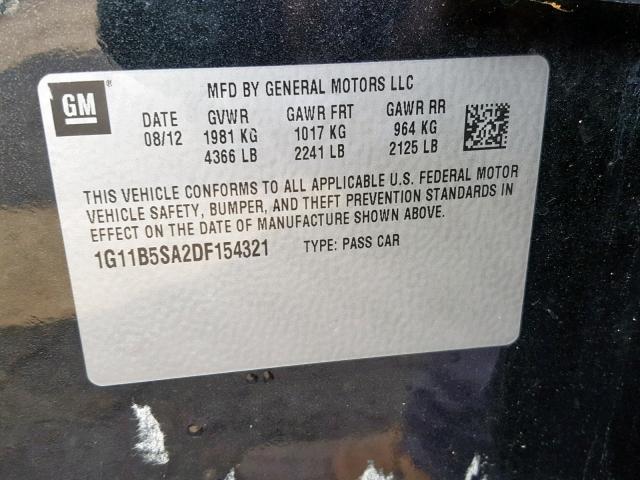 MFD BY GENERAL MOTORS LLC
GM®
DATE GVWR GAWR FRT GAWR RR
08/12 1981 KG 1017 KG 964 KG
4366 LB 2241 LB 2125 LB
THIS VEHICLE CONFORMS TO ALL APPLICABLE U.S. FEDERAL MOTOR
VEHICLE SAFETY, BUMPER, AND THEFT PREVENTION STANDARDS IN
EFFECT ON THE DATE OF MANUFACTURE SHOWN ABOVE.
1G11B5SA2DF154321 TYPE: PASS CAR